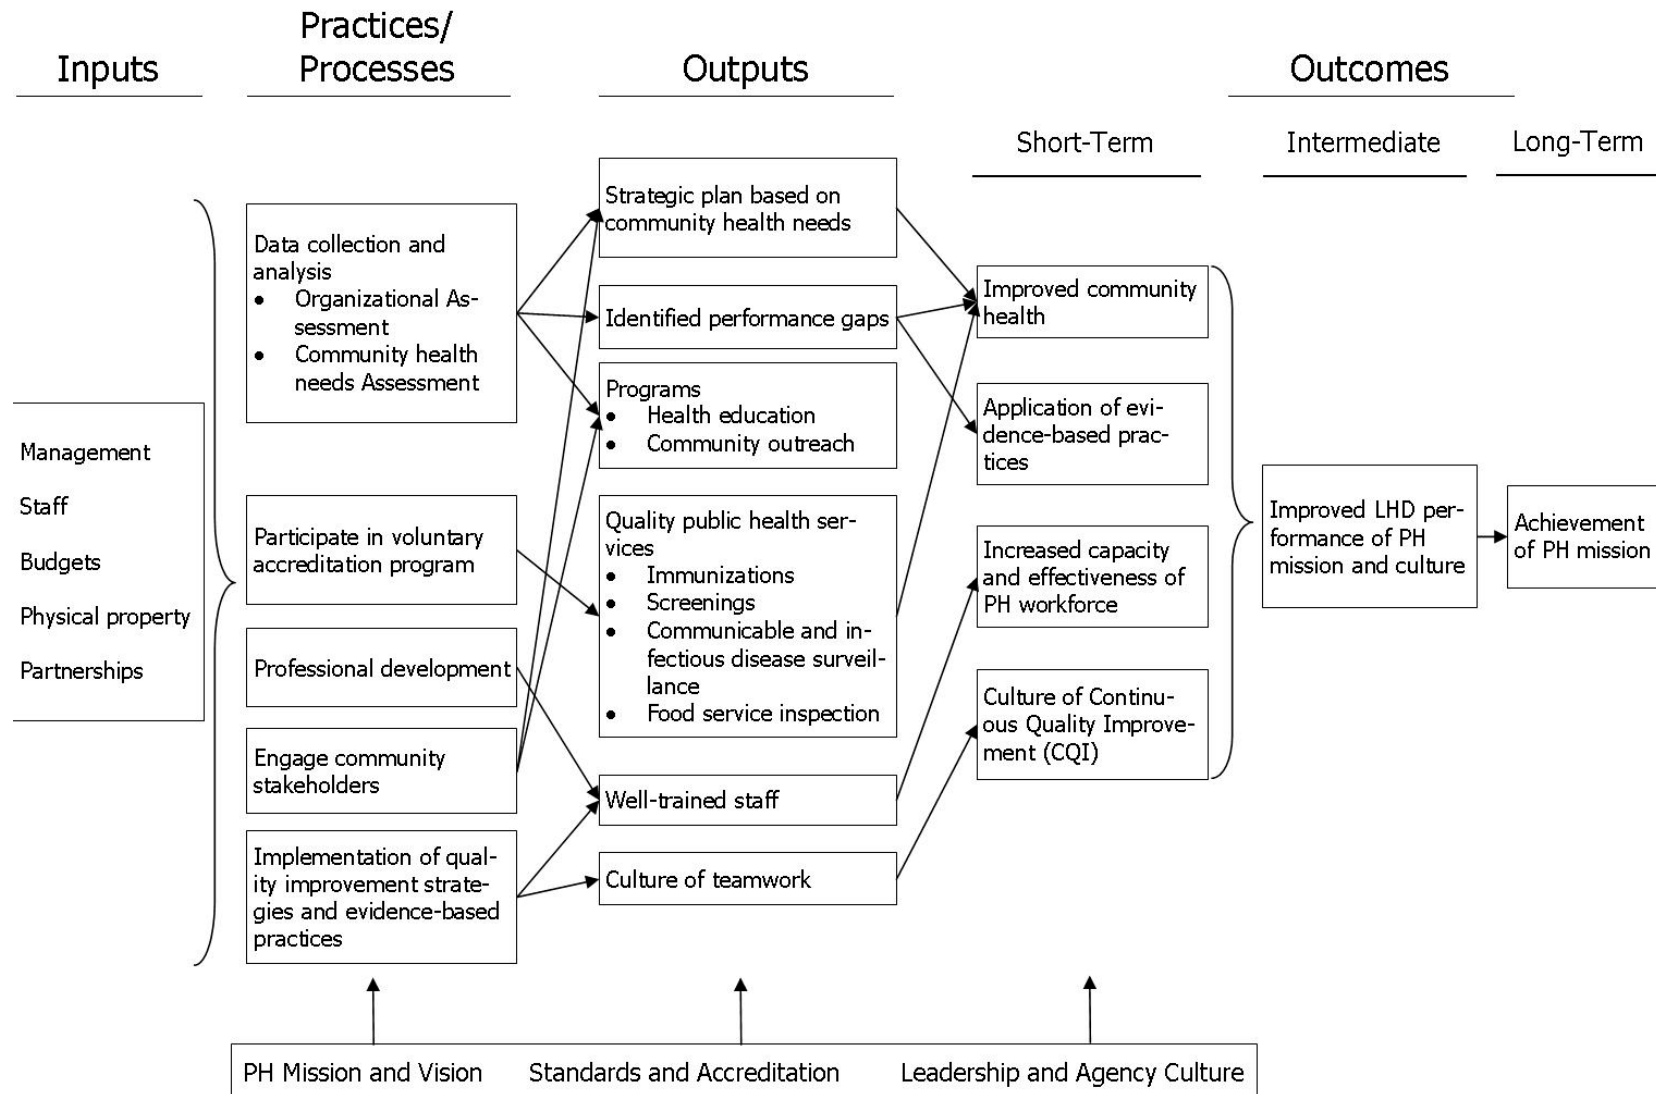 Inputs
Practices/
Processes
Outputs
Outcomes
Short-Term
Intermediate
Long-Term
Management
Staff
Budgets
Physical property
Partnerships
Data collection and
analysis
• Organizational As-
sessment
• Community health
needs Assessment
Participate in voluntary
accreditation program
Professional development
Engage community
stakeholders
Implementation of qual-
ity improvement strate-
gies and evidence-based
practices
Strategic plan based on
community health needs
Identified performance gaps
Programs
• Health education
• Community outreach
Quality public health ser-
vices
• Immunizations
• Screenings
• Communicable and in-
fectious disease surveil-
lance
• Food service inspection
Well-trained staff
Culture of teamwork
Improved community
health
Application of evi-
dence-based prac-
tices
Increased capacity
and effectiveness of
PH workforce
Culture of Continu-
ous Quality Improve-
ment (CQI)
Improved LHD per-
formance of PH
mission and culture
Achievement
of PH mission
PH Mission and Vision
Standards and Accreditation
Leadership and Agency Culture